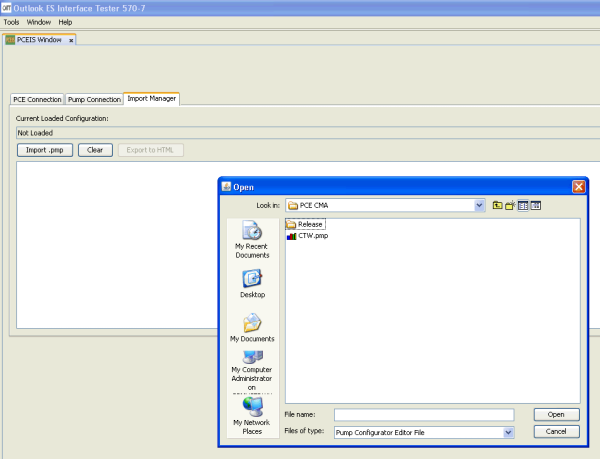 Outlook ES Interface Tester 570-7
Tools Window Help
PCEIS Window x
PCE Connection Pump Connection Import Manager
Current Loaded Configuration:
Not Loaded
Import .pmp Clear Export to HTML
Open
Look in: PCE CMA
Release
CTW.pmp
My Recent
Documents
Desktop
My Documents
My Computer
Administrator
on
My Network
Places
File name: Open
Files of type: Pump Configurator Editor File Cancel